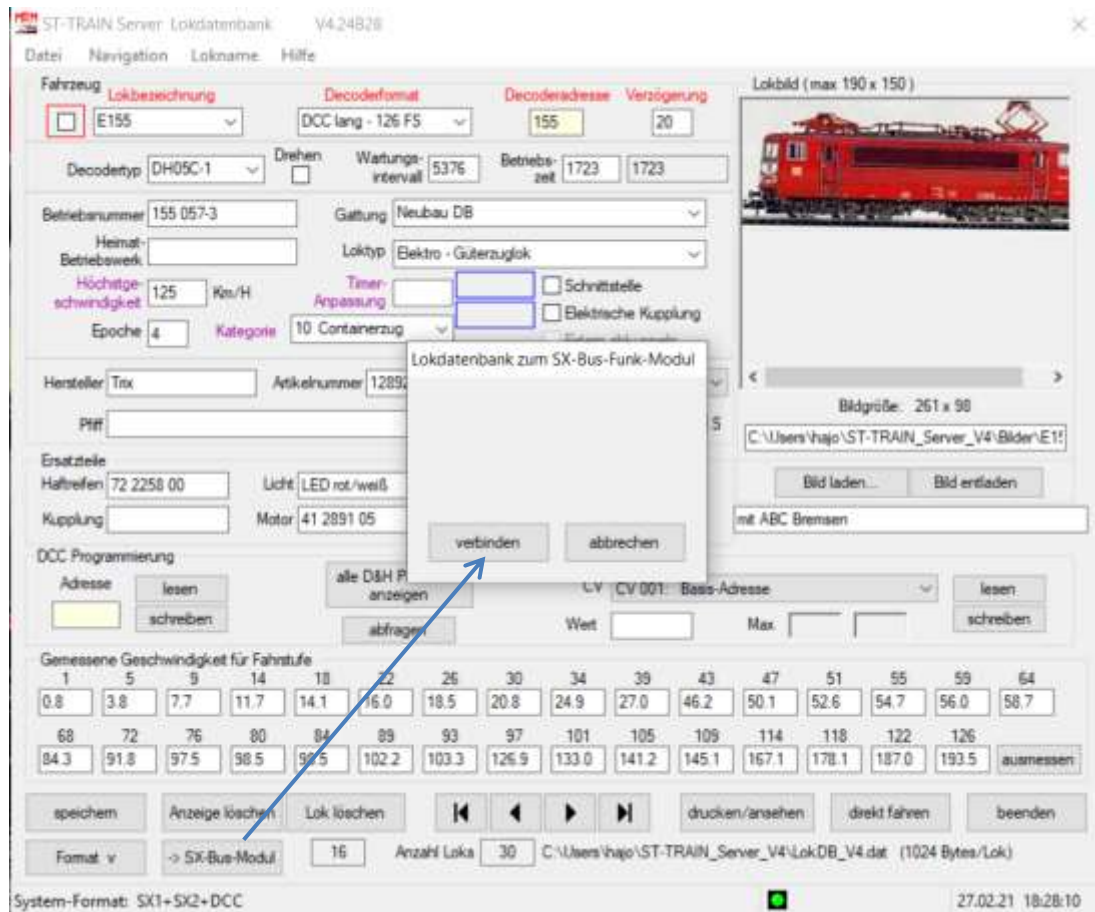 MEM ST-TRAIN Server Lokdatenbank V4.24B28
Datei Navigation Lokname Hilfe
Fahrzeug
Lokbezeichnung Decoderformat Decoderadresse Verzögerung
E155 DCC lang - 126 FS 155 20
Lokbild ( max 190 x 150 )
Decodertyp DH05C-1 Drehen Wartungs-intervall 5376 Betriebs-zeit 1723 1723
Betriebsnummer 155 057-3 Gattung Neubau DB
Heimat-
Betriebswerk Loktyp Elektro - Güterzuglok
Höchstge-
schwindigkeit 125 Km/H Timer-
Anpassung Schnittstelle
Elektrische Kupplung
Epoche 4 Kategorie 10 Containerzug
Lokdatenbank zum SX-Bus-Funk-Modul
verbinden abbrechen
Hersteller Trix Artikelnummer 1289
Pfiff S
Bildgröße: 261 x 98
C:\Users\hajo\ST-TRAIN_Server_V4\Bilder\E15
Bild laden... Bild entladen
Ersatzteile
Haftreifen 72 2258 00 Licht LED rot/weiß
Kupplung Motor 41 2891 05
mit ABC Bremsen
DCC Programmierung
Adresse lesen
schreiben
alle D&H P
anzeigen
abfragen
CV CV 001: Basis-Adresse lesen
Wert Max schreiben
Gemessene Geschwindigkeit für Fahrstufe
1 5 9 14 18 22 26 30 34 39 43 47 51 55 59 64
0.8 3.8 7.7 11.7 14.1 16.0 18.5 20.8 24.9 27.0 46.2 50.1 52.6 54.7 56.0 58.7
68 72 76 80 84 89 93 97 101 105 109 114 118 122 126
84.3 91.8 97.5 98.5 102.2 103.3 126.9 133.0 141.2 145.1 167.1 178.1 187.0 193.5 ausmessen
speichern Anzeige löschen Lok löschen drucken/ansehen direkt fahren beenden
Format v -> SX-Bus-Modul 16 Anzahl Loks 30 C:\Users\hajo\ST-TRAIN_Server_V4\LokDB_V4.dat (1024 Bytes/Lok)
System-Format: SX1+SX2+DCC 27.02.21 18:28:10